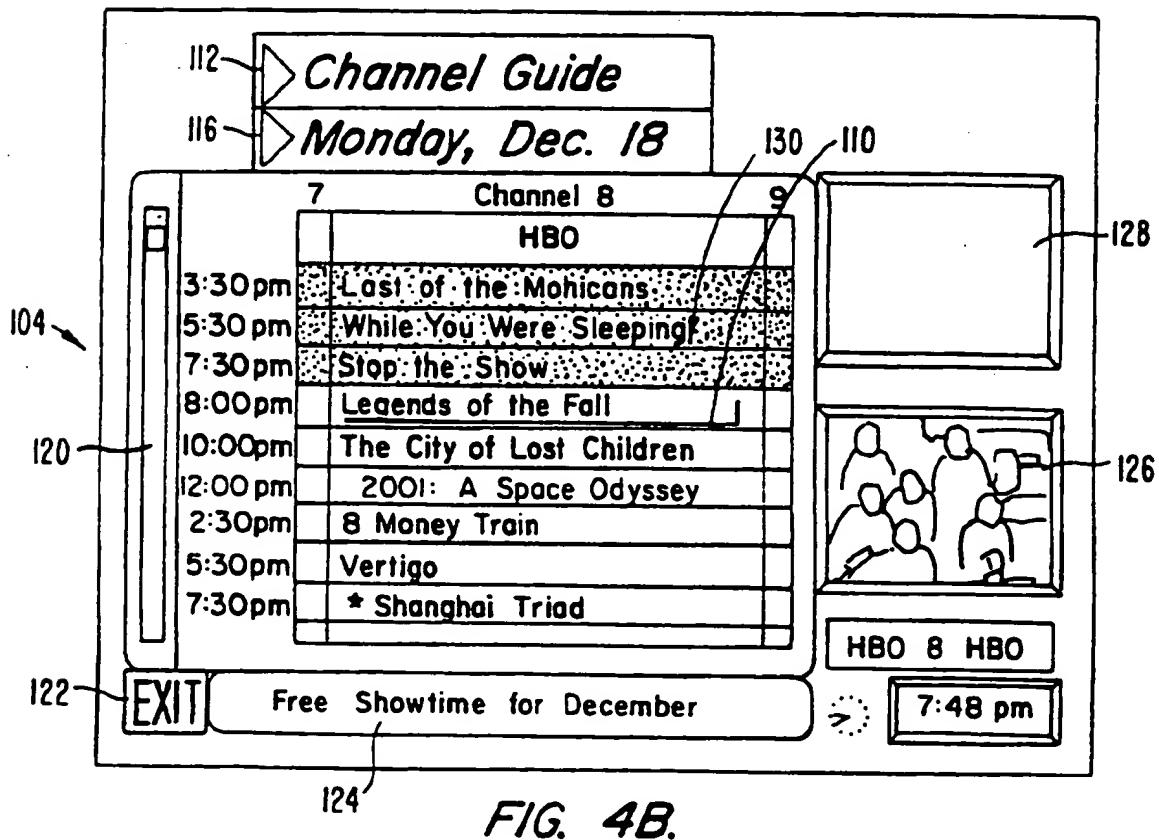 112
Channel Guide
116
Monday, Dec. 18
130
110
7 Channel 8 9
HBO
128
3:30pm Last of the Mohicans
104
5:30pm While You Were Sleeping
7:30pm Stop the Show
8:00pm Legends of the Fall
120
10:00pm The City of Lost Children
126
12:00pm 2001: A Space Odyssey
2:30pm 8 Money Train
5:30pm Vertigo
7:30pm * Shanghai Triad
HBO 8 HBO
122
EXIT
Free Showtime for December
7:48 pm
124
FIG. 4B.